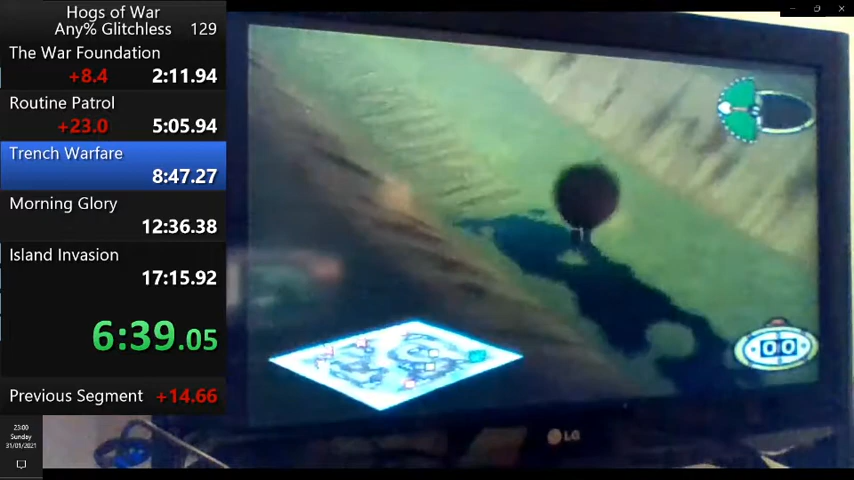 Hogs of War
Any% Glitchless 129
The War Foundation
+8.4 2:11.94
Routine Patrol
+23.0 5:05.94
Trench Warfare
8:47.27
Morning Glory
12:36.38
Island Invasion
17:15.92
6:39.05
Previous Segment +14.66
23:00
Sunday
31/01/2021
00
LG